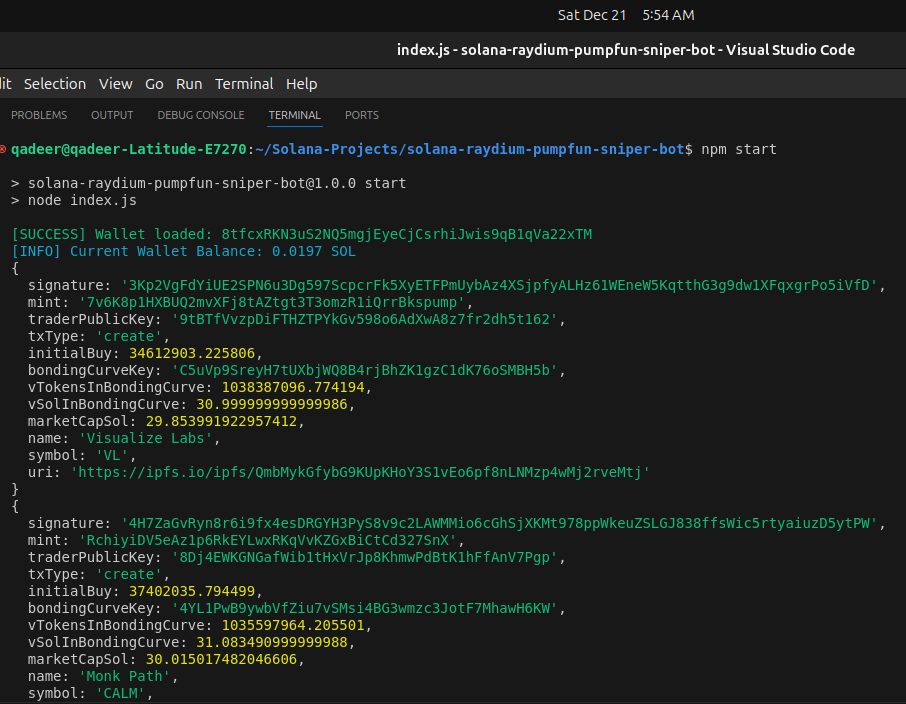 Sat Dec 21 5:54 AM
index.js - solana-raydium-pumpfun-sniper-bot - Visual Studio Code
dit Selection View Go Run Terminal Help
PROBLEMS OUTPUT DEBUG CONSOLE TERMINAL PORTS
qadeer@qadeer-Latitude-E7270:~/Solana-Projects/solana-raydium-pumpfun-sniper-bot$ npm start
> solana-raydium-pumpfun-sniper-bot@1.0.0 start
> node index.js
[SUCCESS] Wallet loaded: 8tfcxRKN3uS2NQ5mgjEyeCjCsrhiJwis9qB1qVa22xTM
[INFO] Current Wallet Balance: 0.0197 SOL
{
signature: '3Kp2VgFdYiUE2SPN6u3Dg597ScpcrFk5XyETFPmUybAz4XSjpfyALHz61WEneW5KqtthG3g9dw1XFqxgrPo5iVfD',
mint: '7v6K8p1HXBUQ2mvXFj8tAZtgt3T3omzR1iQrrBkspump',
traderPublicKey: '9tBTfVvzpDiFTHZTPYkGv598o6AdXwA8z7fr2dh5t162',
txType: 'create',
initialBuy: 34612903.225806,
bondingCurveKey: 'C5uVp9SreyH7tUXbjWQ8B4rjBhZK1gzC1dK76oSMBH5b',
vTokensInBondingCurve: 1038387096.774194,
vSolInBondingCurve: 30.999999999999986,
marketCapSol: 29.853991922957412,
name: 'Visualize Labs',
symbol: 'VL',
uri: 'https://ipfs.io/ipfs/QmbMykGfybG9KUpKHoY3S1vEo6pf8nLNMzp4wMj2rveMtj'
}
{
signature: '4H7ZaGvRyn8r6i9fx4esDRGYH3PyS8v9c2LAWMMio6cGhSjXKMt978ppWkeuZSLGJ838ffsWic5rtyaiuzD5ytPW',
mint: 'RchiyiDV5eAz1p6RkEYLwxRKqVvKZGxBiCtCd327SnX',
traderPublicKey: '8Dj4EWKGNGafWib1tHxVrJp8KhmwPdBtK1hFfAnV7Pgp',
txType: 'create',
initialBuy: 37402035.794499,
bondingCurveKey: '4YL1PwB9ywbVfZiu7vSMsi4BG3wmzc3JotF7MhawH6KW',
vTokensInBondingCurve: 1035597964.205501,
vSolInBondingCurve: 31.083490999999988,
marketCapSol: 30.015017482046606,
name: 'Monk Path',
symbol: 'CALM',